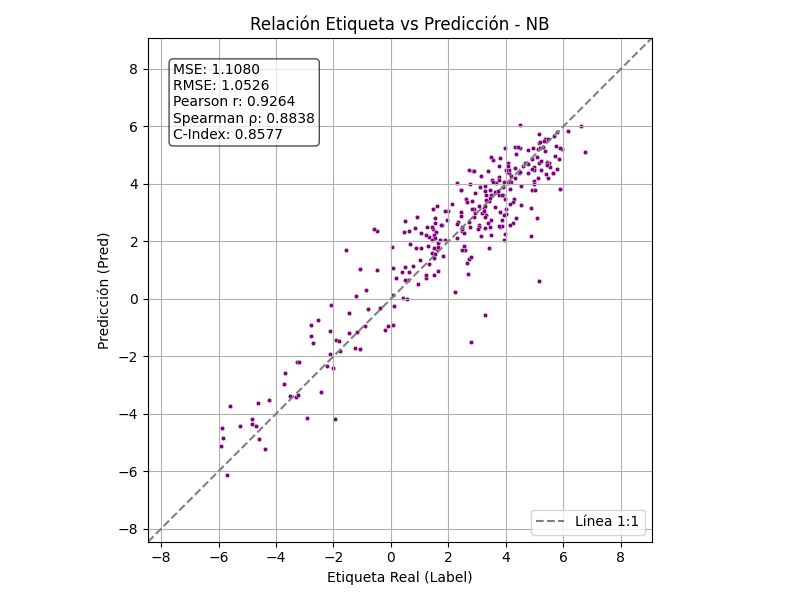 Relación Etiqueta vs Predicción - NB
MSE: 1.1080
RMSE: 1.0526
Pearson r: 0.9264
Spearman ρ: 0.8838
C-Index: 0.8577
Predicción (Pred)
8
6
4
2
0
−2
−4
−6
−8
Línea 1:1
−8 −6 −4 −2 0 2 4 6 8
Etiqueta Real (Label)